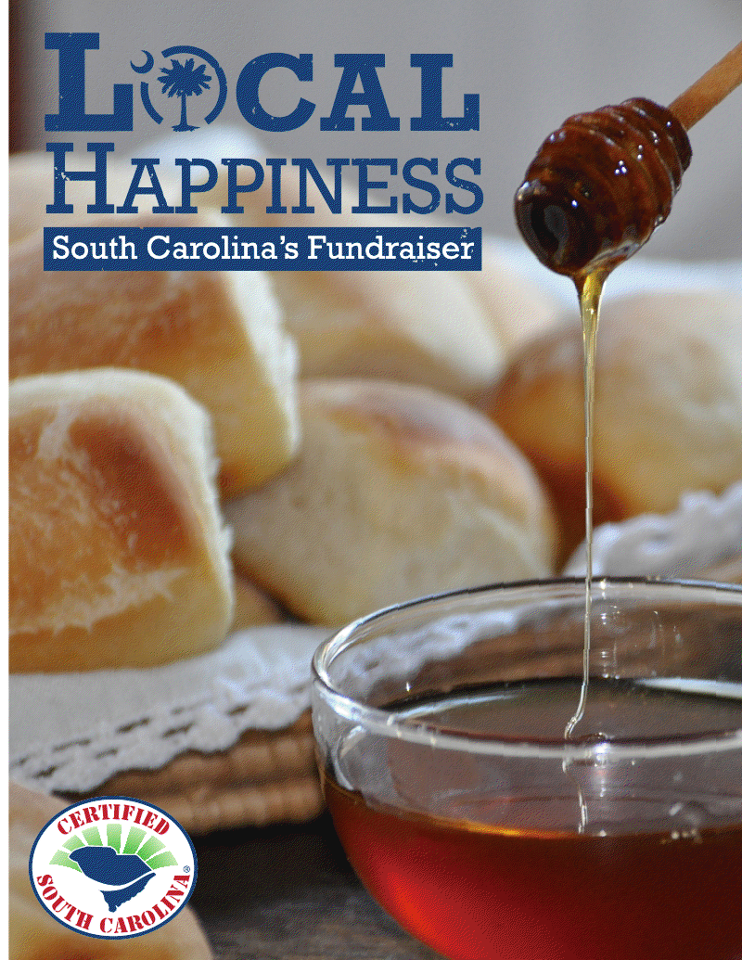 LOCAL
HAPPINESS
South Carolina's Fundraiser
CERTIFIED
SOUTH CAROLINA®